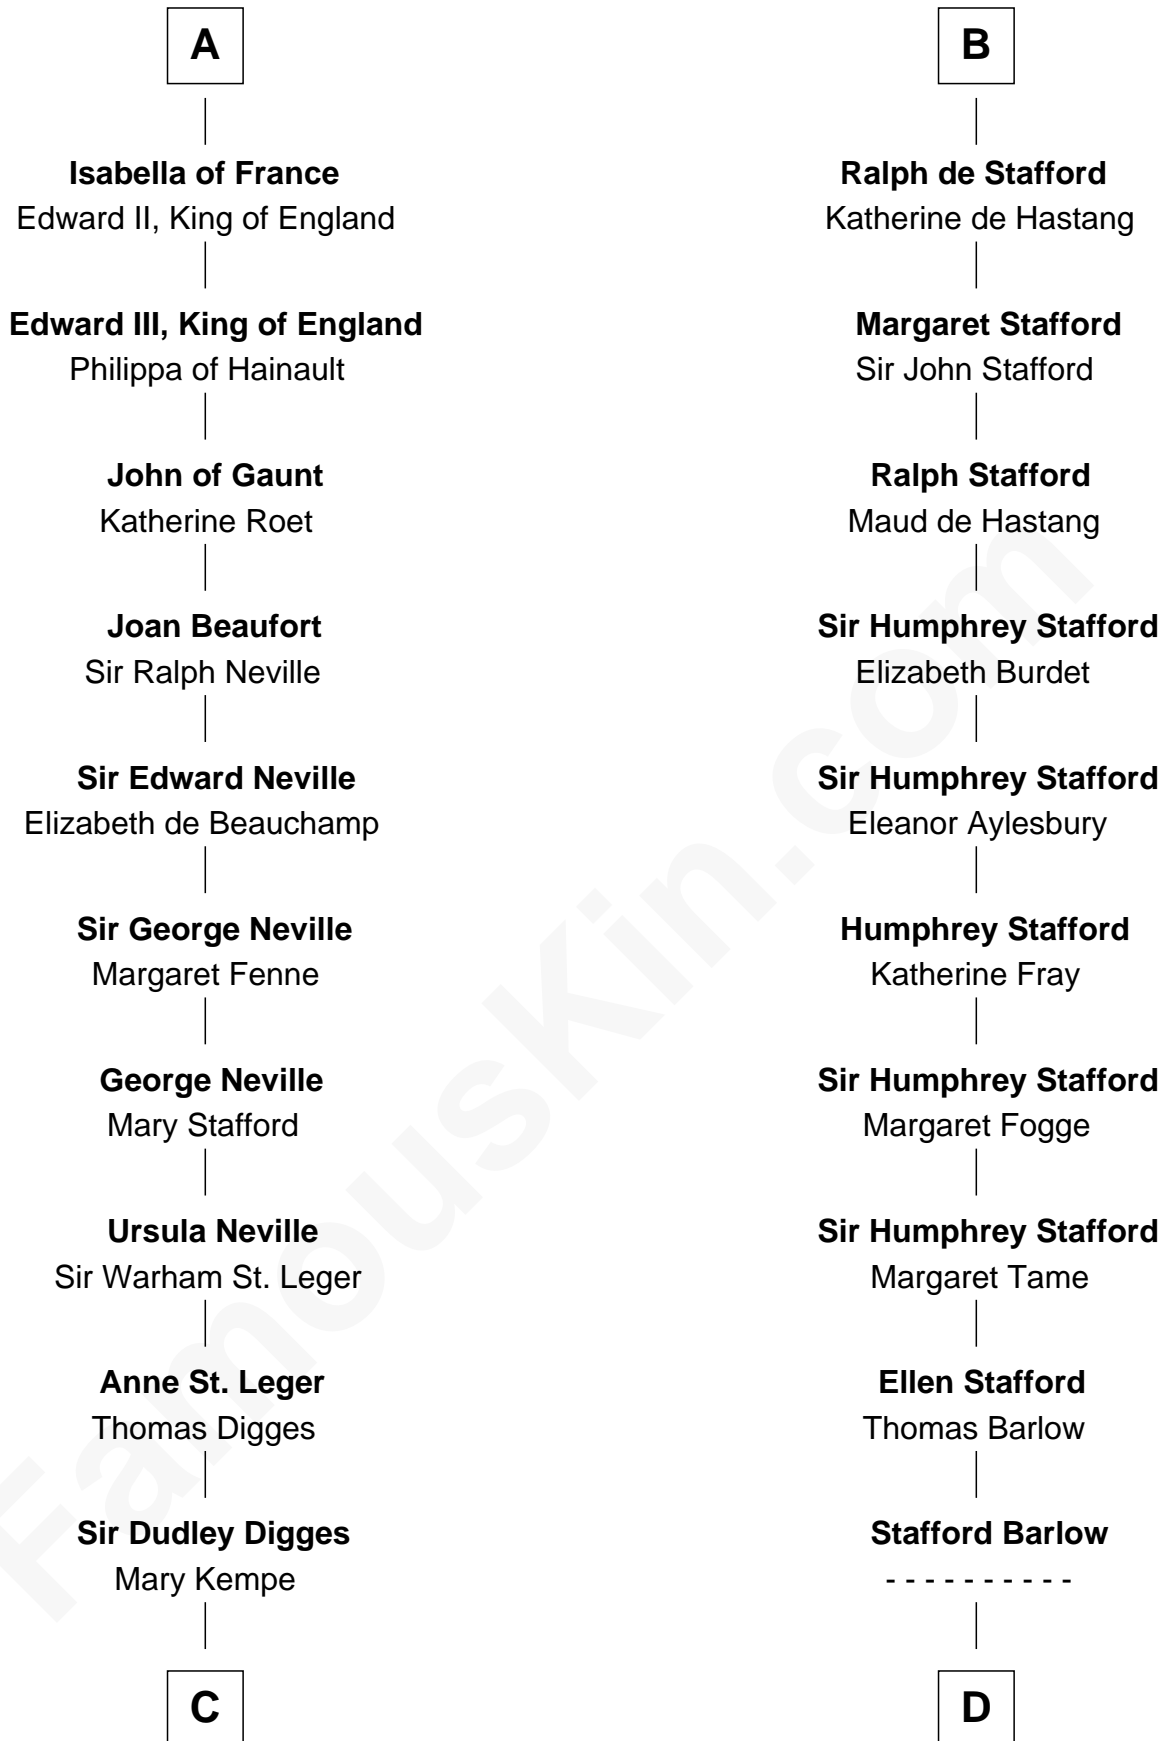 A
Isabella of France
Edward II, King of England
Edward III, King of England
Philippa of Hainault
John of Gaunt
Katherine Roet
Joan Beaufort
Sir Ralph Neville
Sir Edward Neville
Elizabeth de Beauchamp
Sir George Neville
Margaret Fenne
George Neville
Mary Stafford
Ursula Neville
Sir Warham St. Leger
Anne St. Leger
Thomas Digges
Sir Dudley Digges
Mary Kempe
C
B
Ralph de Stafford
Katherine de Hastang
Margaret Stafford
Sir John Stafford
Ralph Stafford
Maud de Hastang
Sir Humphrey Stafford
Elizabeth Burdet
Sir Humphrey Stafford
Eleanor Aylesbury
Humphrey Stafford
Katherine Fray
Sir Humphrey Stafford
Margaret Fogge
Sir Humphrey Stafford
Margaret Tame
Ellen Stafford
Thomas Barlow
Stafford Barlow
- - - - - - - - - -
D
FamousKin.com